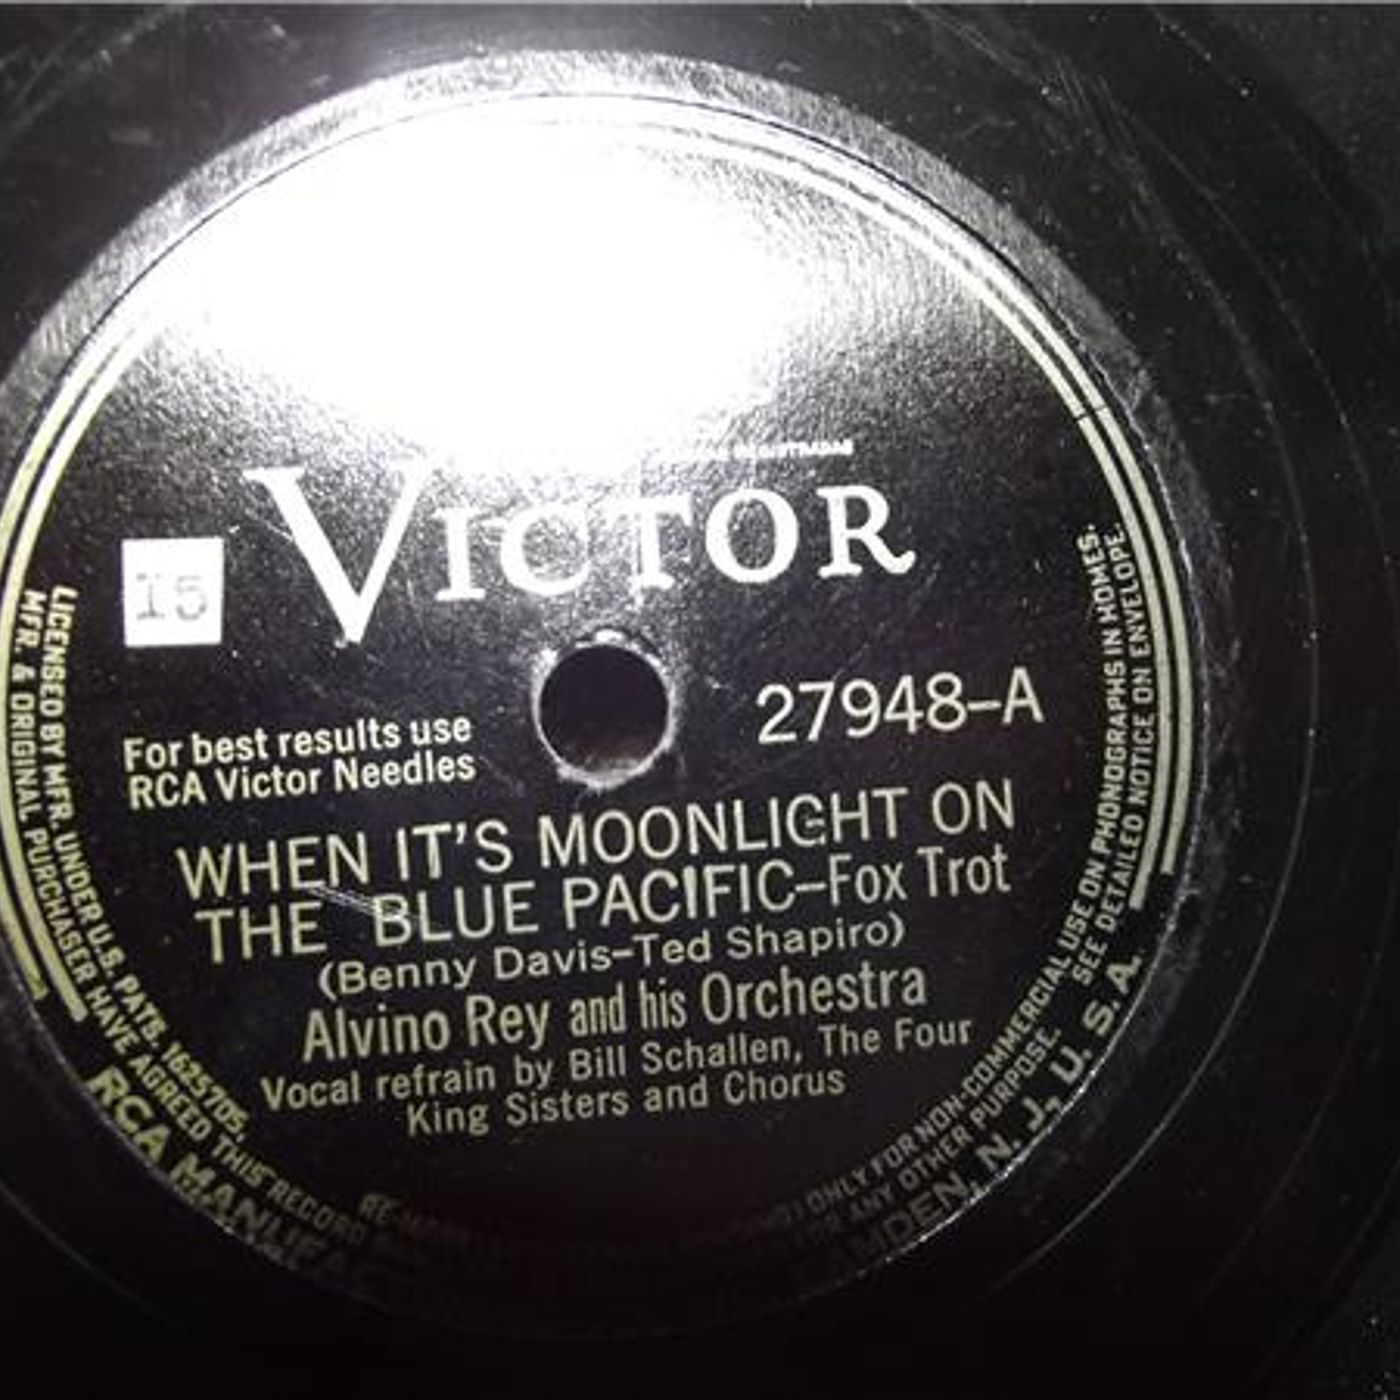 VICTOR
15
For best results use
RCA Victor Needles
27948-A
WHEN IT'S MOONLIGHT ON
THE BLUE PACIFIC-Fox Trot
(Benny Davis-Ted Shapiro)
Alvino Rey and his Orchestra
Vocal refrain by Bill Schallen, The Four
King Sisters and Chorus
LICENSED BY MFR. UNDER U.S. PATS. 1625705,
MFR. & ORIGINAL PURCHASER HAVE AGREED THIS RECORD
ONLY FOR NON-COMMERCIAL USE ON PHONOGRAPHS IN HOMES.
FOR ANY OTHER PURPOSE. SEE DETAILED NOTICE ON ENVELOPE.
RCA MANUFAC
CAMDEN, N. J., U. S. A.